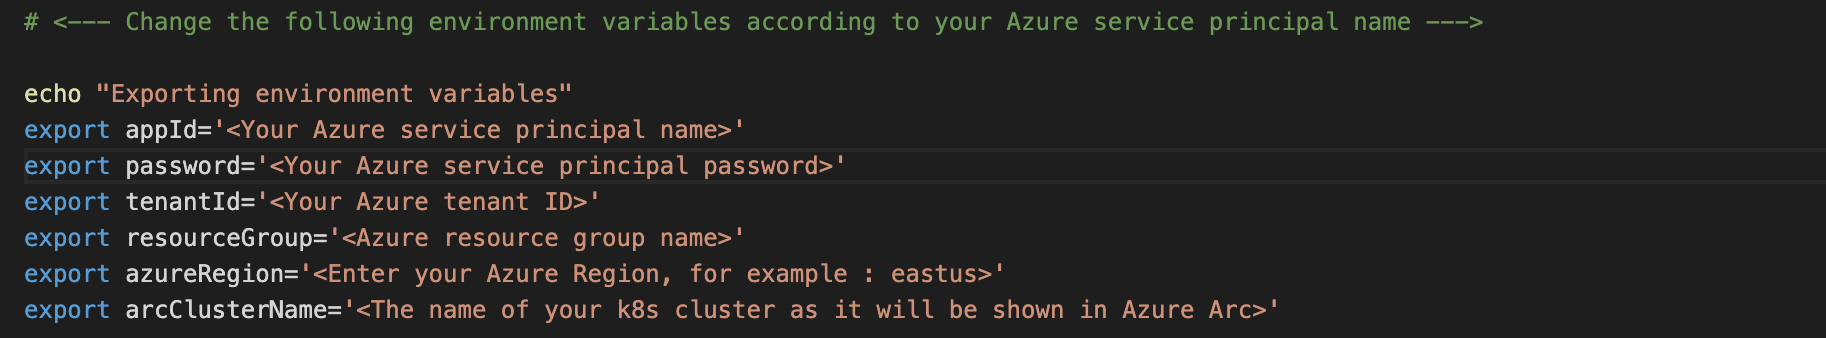 # <--- Change the following environment variables according to your Azure service principal name --->
echo "Exporting environment variables"
export appId='<Your Azure service principal name>'
export password='<Your Azure service principal password>'
export tenantId='<Your Azure tenant ID>'
export resourceGroup='<Azure resource group name>'
export azureRegion='<Enter your Azure Region, for example : eastus>'
export arcClusterName='<The name of your k8s cluster as it will be shown in Azure Arc>'